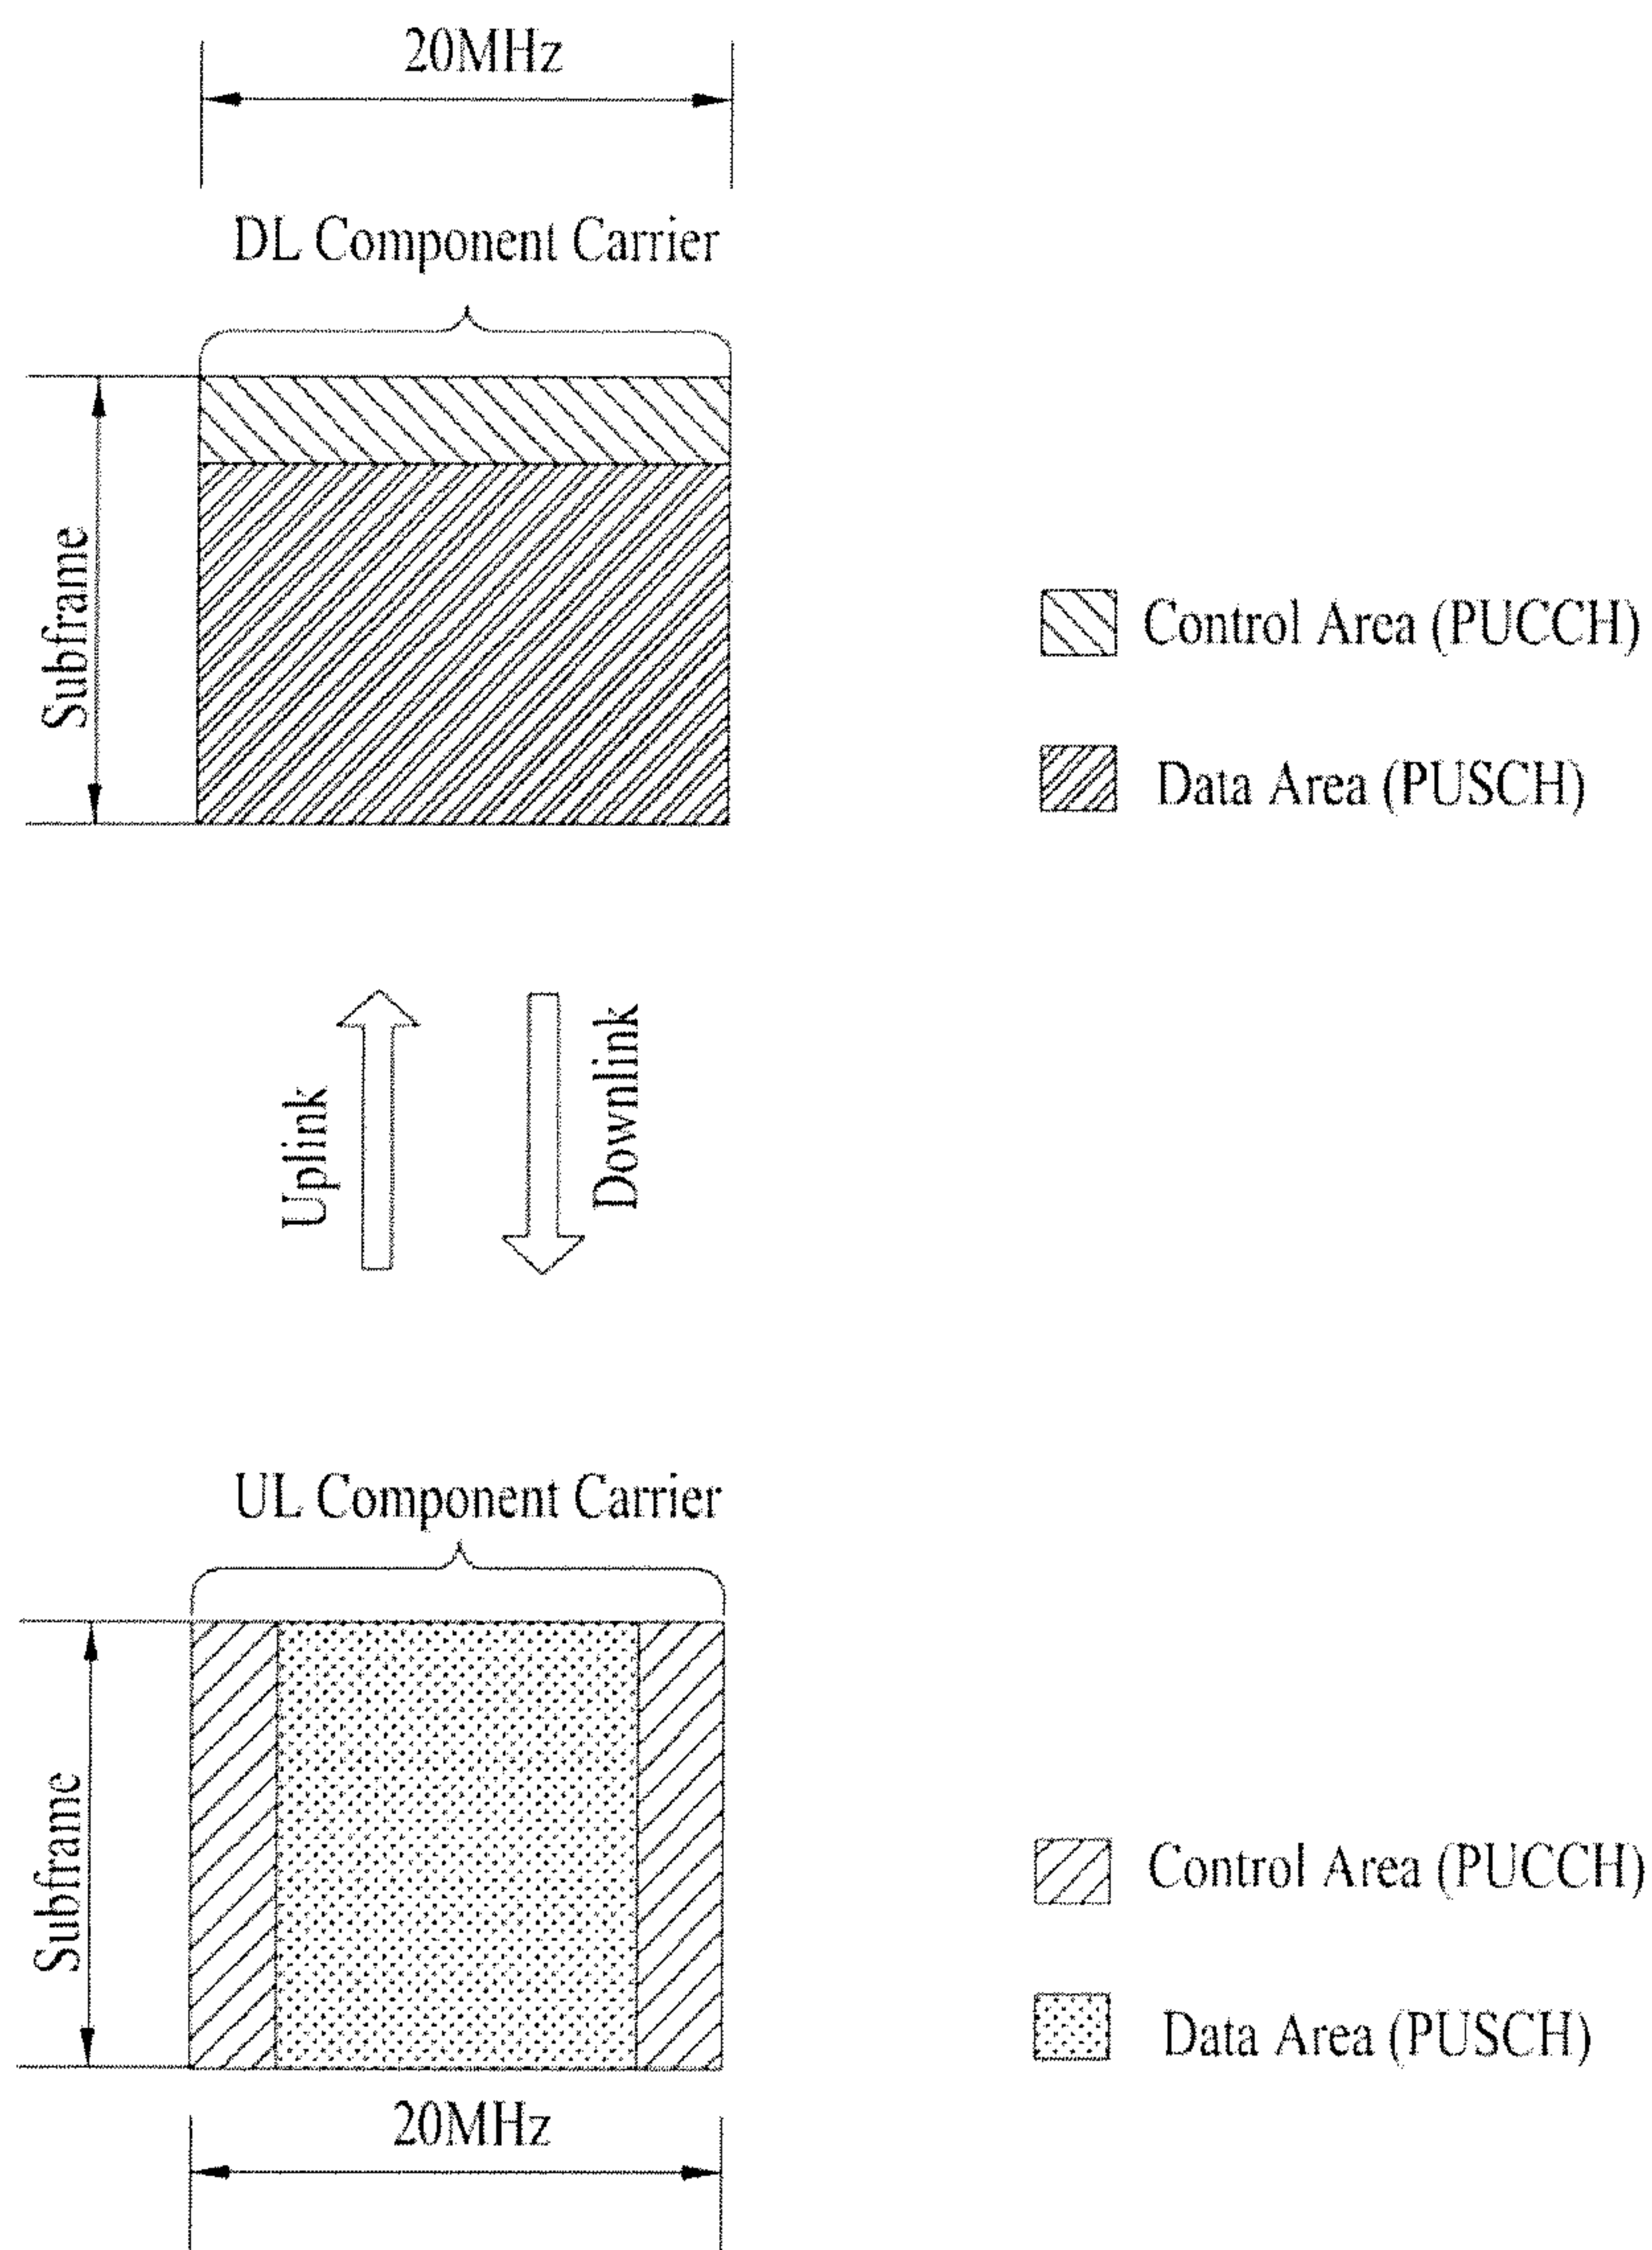 20MHz
DL Component Carrier
Subframe
Control Area (PUCCH)
Data Area (PUSCH)
Uplink
Downlink
UL Component Carrier
Subframe
Control Area (PUCCH)
Data Area (PUSCH)
20MHz